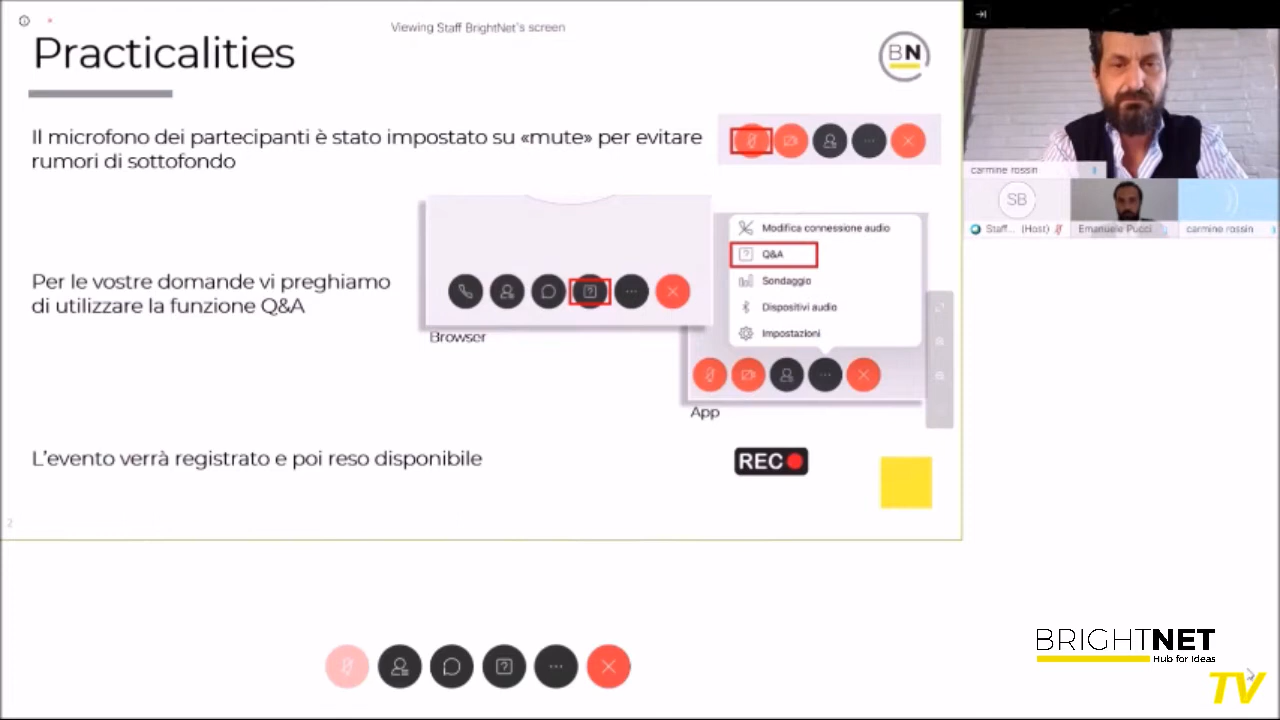 Viewing Staff BrightNet's screen
Practicalities
BN
Il microfono dei partecipanti è stato impostato su «mute» per evitare
rumori di sottofondo
Per le vostre domande vi preghiamo
di utilizzare la funzione Q&A
Browser
Modifica connessione audio
Q&A
Sondaggio
Dispositivi audio
Impostazioni
App
L'evento verrà registrato e poi reso disponibile
REC
2
carmine rossin
SB
Staff... (Host)
Emanuele Pucci
carmine rossin
BRIGHTNET
Hub for Ideas
TV